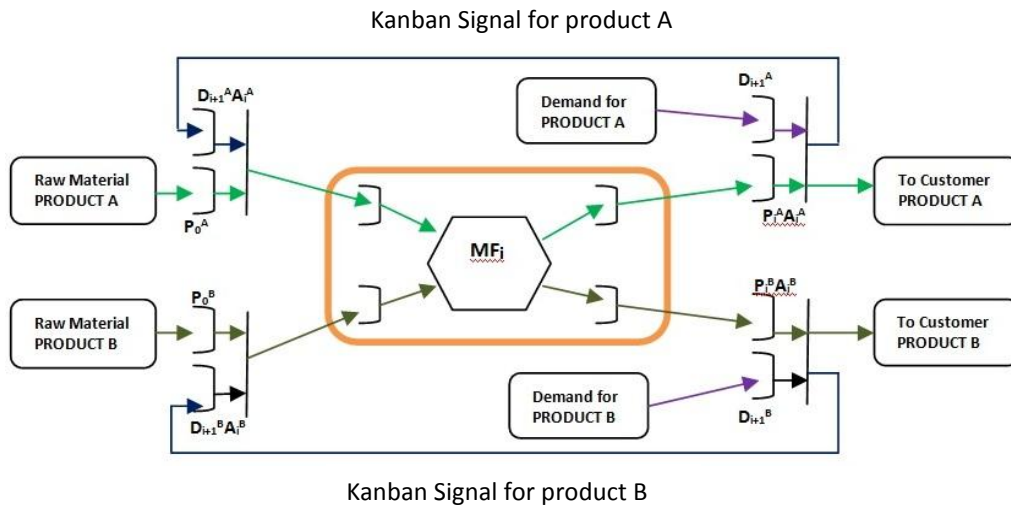 Kanban Signal for product A
Dᵢ₊₁ᴬAᵢᴬ
Demand for
PRODUCT A
Dᵢ₊₁ᴬ
Raw Material
PRODUCT A
P₀ᴬ
MFᵢ
PᵢᴬAᵢᴬ
To Customer
PRODUCT A
P₀ᴮ
PᵢᴮAᵢᴮ
Raw Material
PRODUCT B
To Customer
PRODUCT B
Dᵢ₊₁ᴮAᵢᴮ
Demand for
PRODUCT B
Dᵢ₊₁ᴮ
Kanban Signal for product B